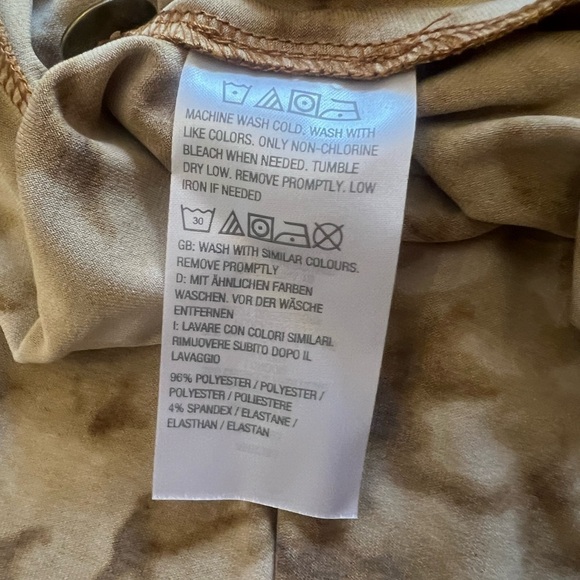 MACHINE WASH COLD. WASH WITH
LIKE COLORS. ONLY NON-CHLORINE
BLEACH WHEN NEEDED. TUMBLE
DRY LOW. REMOVE PROMPTLY. LOW
IRON IF NEEDED
30
GB: WASH WITH SIMILAR COLOURS.
REMOVE PROMPTLY
D: MIT ÄHNLICHEN FARBEN
WASCHEN. VOR DER WÄSCHE
ENTFERNEN
I: LAVARE CON COLORI SIMILARI.
RIMUOVERE SUBITO DOPO IL
LAVAGGIO
96% POLYESTER / POLYESTER /
POLYESTER / POLIESTERE
4% SPANDEX / ELASTANE /
ELASTHAN / ELASTAN